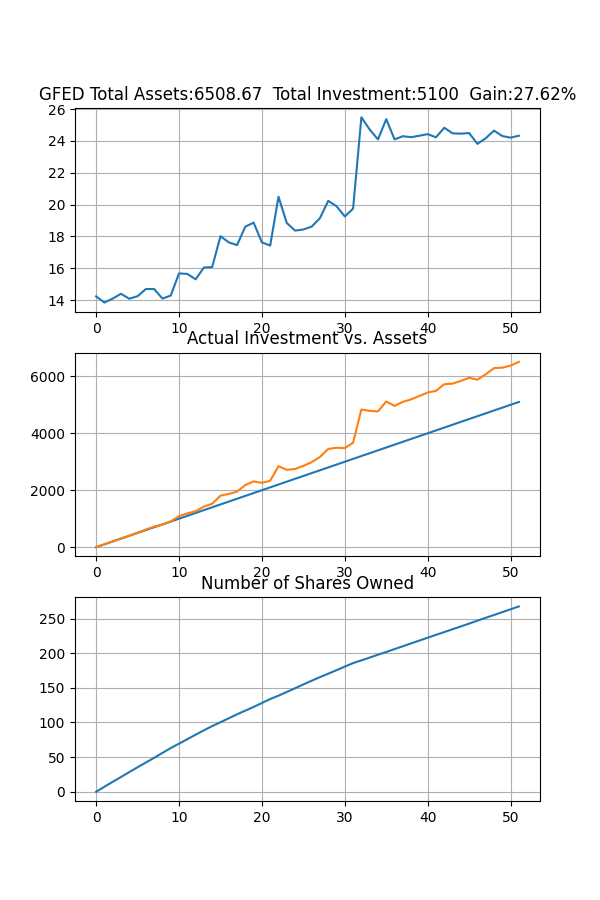 GFED Total Assets:6508.67  Total Investment:5100  Gain:27.62%
26
24
22
20
18
16
14
0 10 20 30 40 50
Actual Investment vs. Assets
6000
4000
2000
0
0 10 20 30 40 50
Number of Shares Owned
250
200
150
100
50
0
0 10 20 30 40 50